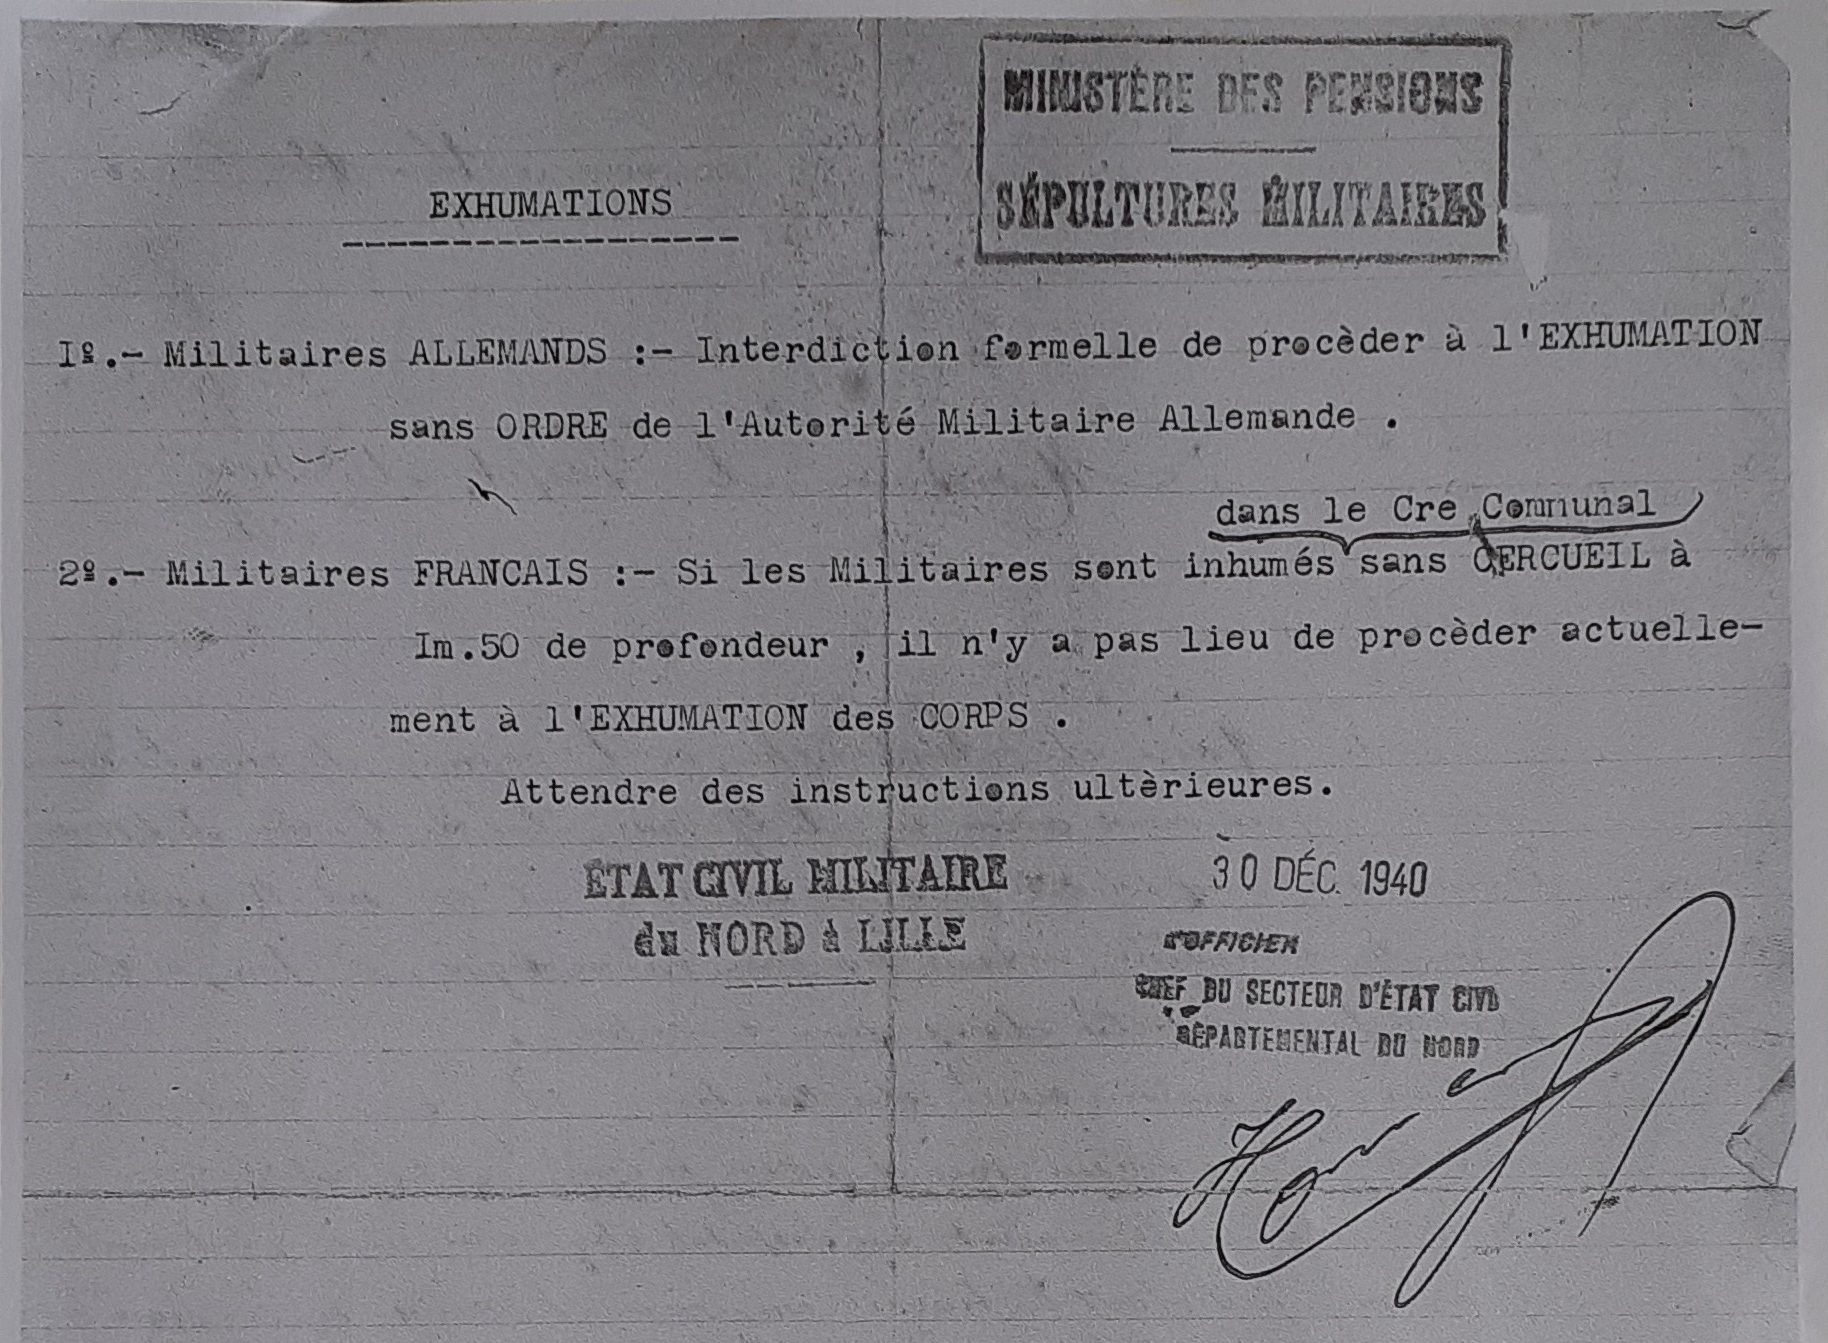 MINISTÈRE DES PENSIONS
SÉPULTURES MILITAIRES
EXHUMATIONS
Iº.- Militaires ALLEMANDS :- Interdiction formelle de procèder à l'EXHUMATION
sans ORDRE de l'Autorité Militaire Allemande .
dans le Cre Communal
2º.- Militaires FRANCAIS :- Si les Militaires sont inhumés sans CERCUEIL à
Im.50 de profondeur , il n'y a pas lieu de procèder actuelle-
ment à l'EXHUMATION des CORPS .
Attendre des instructions ultèrieures.
ÉTAT CIVIL MILITAIRE
du NORD à LILLE
30 DÉC. 1940
L'OFFICIER
CHEF DU SECTEUR D'ÉTAT CIVIL
DÉPARTEMENTAL DU NORD